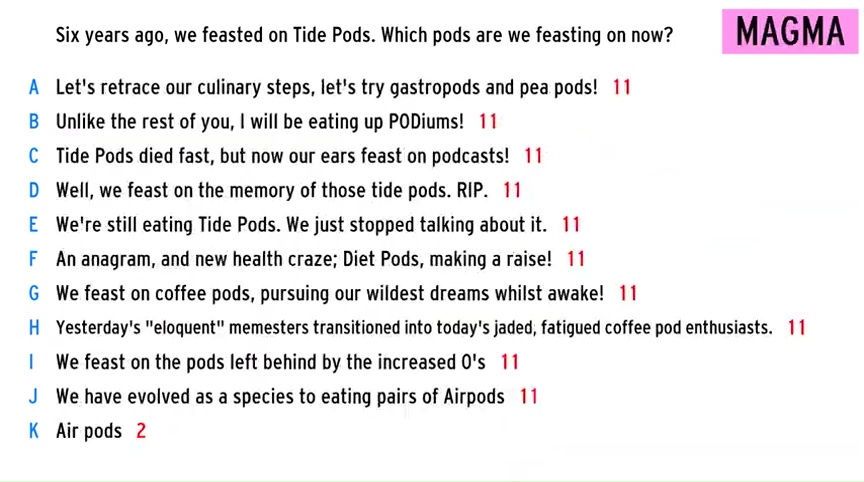 Six years ago, we feasted on Tide Pods. Which pods are we feasting on now?
MAGMA
A Let's retrace our culinary steps, let's try gastropods and pea pods! 11
B Unlike the rest of you, I will be eating up PODiums! 11
C Tide Pods died fast, but now our ears feast on podcasts! 11
D Well, we feast on the memory of those tide pods. RIP. 11
E We're still eating Tide Pods. We just stopped talking about it. 11
F An anagram, and new health craze; Diet Pods, making a raise! 11
G We feast on coffee pods, pursuing our wildest dreams whilst awake! 11
H Yesterday's "eloquent" memesters transitioned into today's jaded, fatigued coffee pod enthusiasts. 11
I We feast on the pods left behind by the increased O's 11
J We have evolved as a species to eating pairs of Airpods 11
K Air pods 2